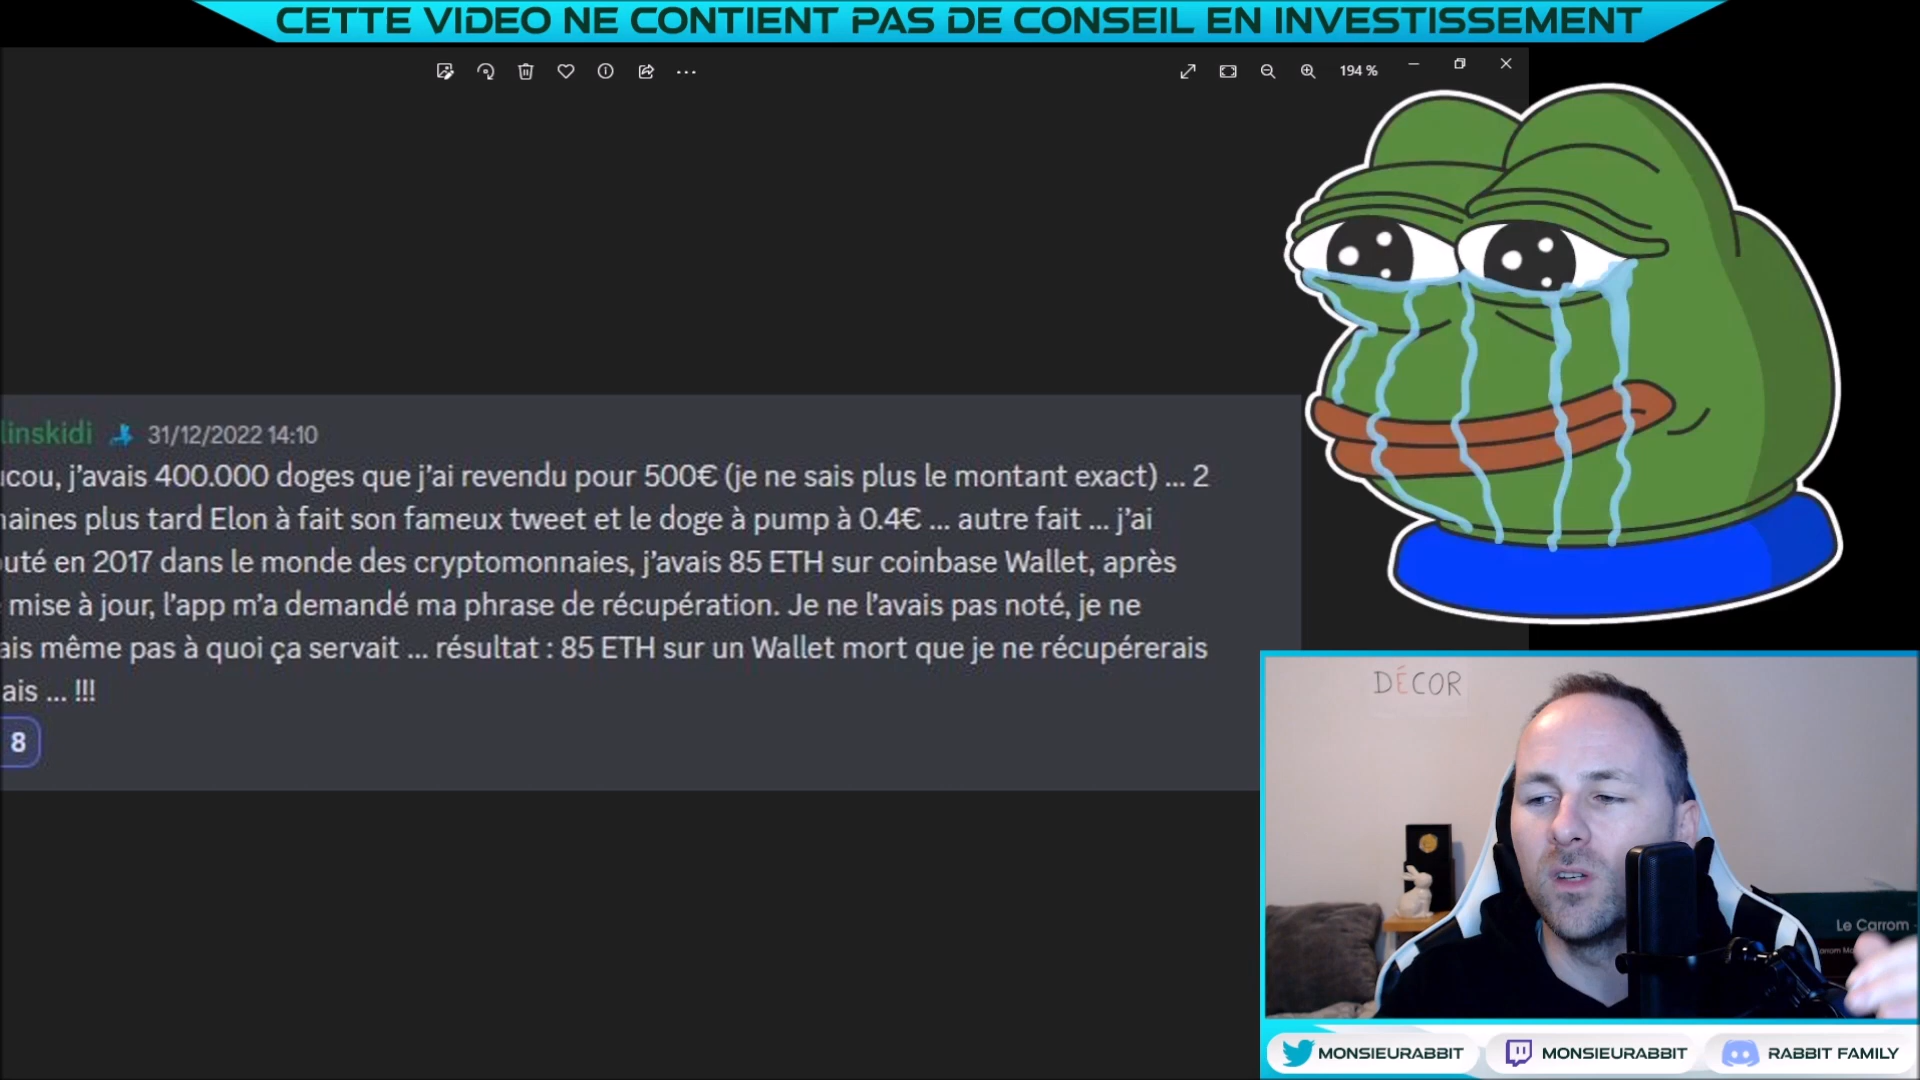 CETTE VIDEO NE CONTIENT PAS DE CONSEIL EN INVESTISSEMENT
194 %
linskidi 31/12/2022 14:10
ucou, j'avais 400.000 doges que j'ai revendu pour 500€ (je ne sais plus le montant exact) ... 2
naines plus tard Elon à fait son fameux tweet et le doge à pump à 0.4€ ... autre fait ... j'ai
outé en 2017 dans le monde des cryptomonnaies, j'avais 85 ETH sur coinbase Wallet, après
mise à jour, l'app m'a demandé ma phrase de récupération. Je ne l'avais pas noté, je ne
ais même pas à quoi ça servait ... résultat : 85 ETH sur un Wallet mort que je ne récupérerais
ais ... !!!
8
DÉCOR
Le Carrom
MONSIEURABBIT
MONSIEURABBIT
RABBIT FAMILY